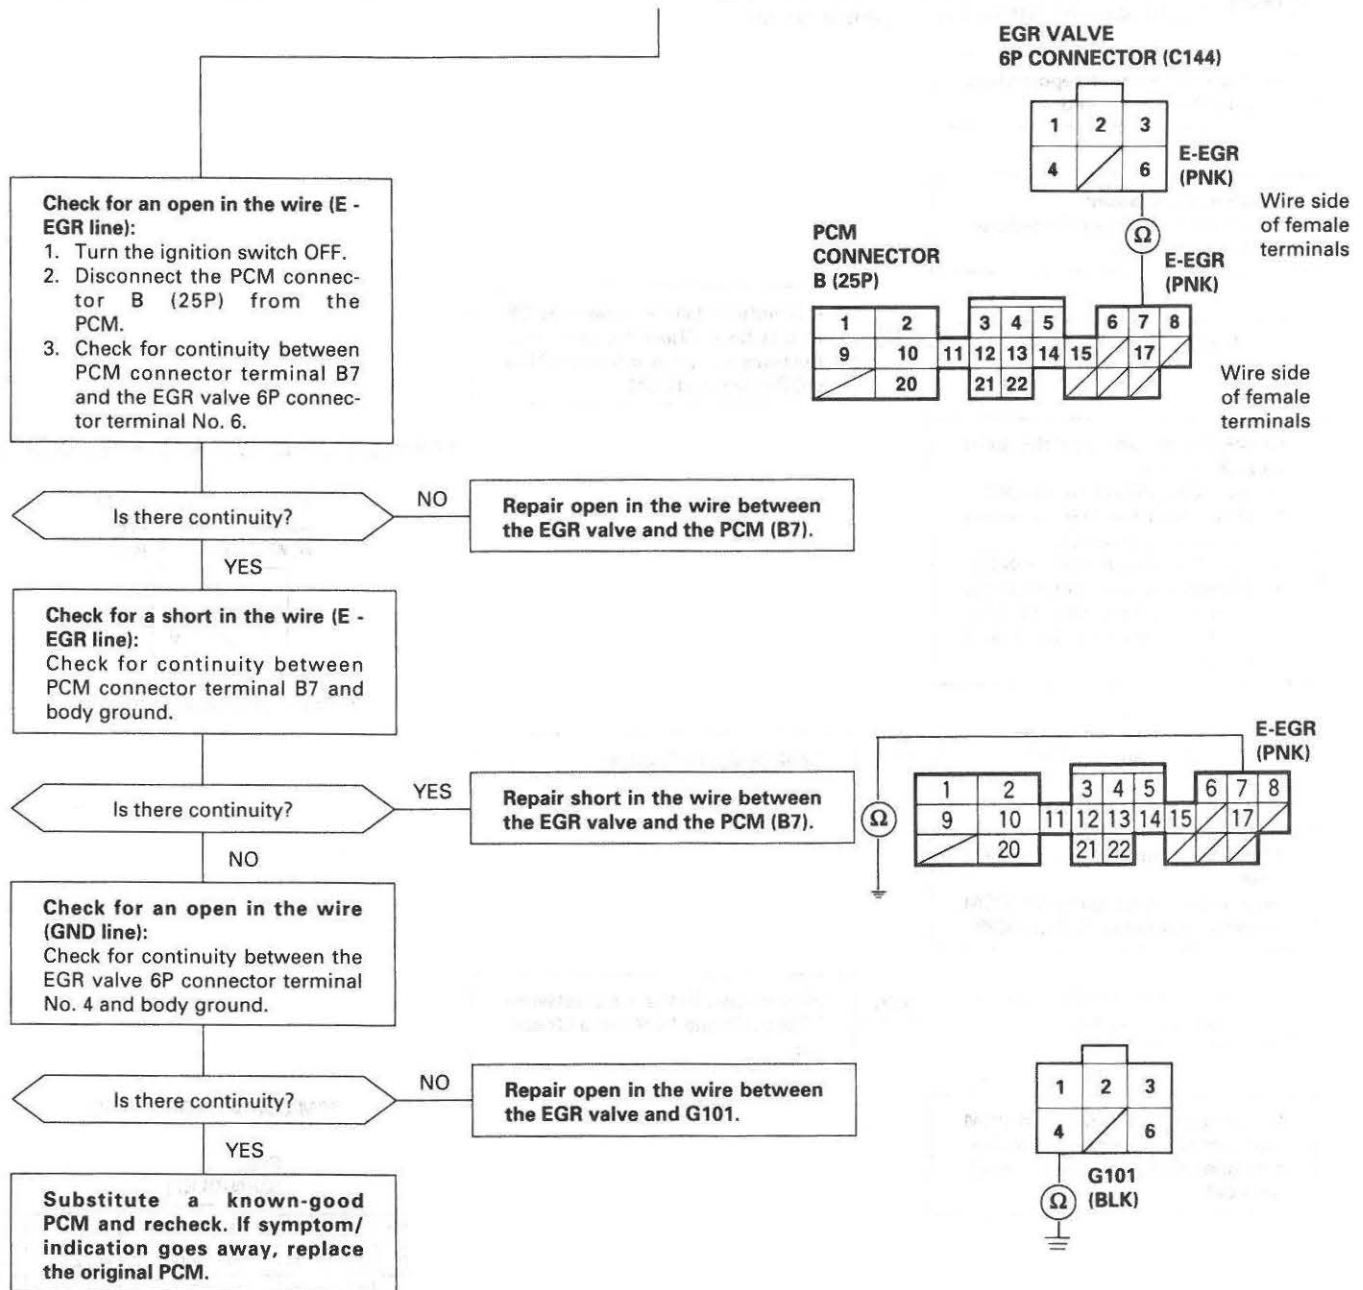 EGR VALVE
6P CONNECTOR (C144)
1 2 3
4 6
E-EGR
(PNK)
Wire side
of female
terminals
Ω
PCM
CONNECTOR
B (25P)
E-EGR
(PNK)
1 2 3 4 5 6 7 8
9 10 11 12 13 14 15 17
20 21 22
Wire side
of female
terminals
Check for an open in the wire (E -
EGR line):
1. Turn the ignition switch OFF.
2. Disconnect the PCM connec-
tor B (25P) from the
PCM.
3. Check for continuity between
PCM connector terminal B7
and the EGR valve 6P connec-
tor terminal No. 6.
Is there continuity?
NO
Repair open in the wire between
the EGR valve and the PCM (B7).
YES
Check for a short in the wire (E -
EGR line):
Check for continuity between
PCM connector terminal B7 and
body ground.
Is there continuity?
YES
Repair short in the wire between
the EGR valve and the PCM (B7).
E-EGR
(PNK)
Ω
1 2 3 4 5 6 7 8
9 10 11 12 13 14 15 17
20 21 22
NO
Check for an open in the wire
(GND line):
Check for continuity between the
EGR valve 6P connector terminal
No. 4 and body ground.
Is there continuity?
NO
Repair open in the wire between
the EGR valve and G101.
1 2 3
4 6
G101
(BLK)
Ω
YES
Substitute a known-good
PCM and recheck. If symptom/
indication goes away, replace
the original PCM.